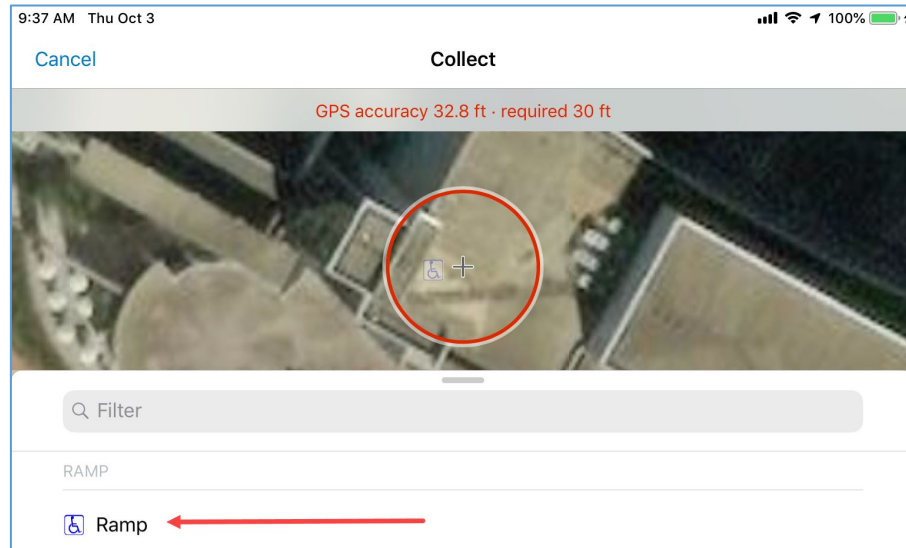 9:37 AM Thu Oct 3
100%
Cancel
Collect
GPS accuracy 32.8 ft · required 30 ft
Filter
RAMP
Ramp